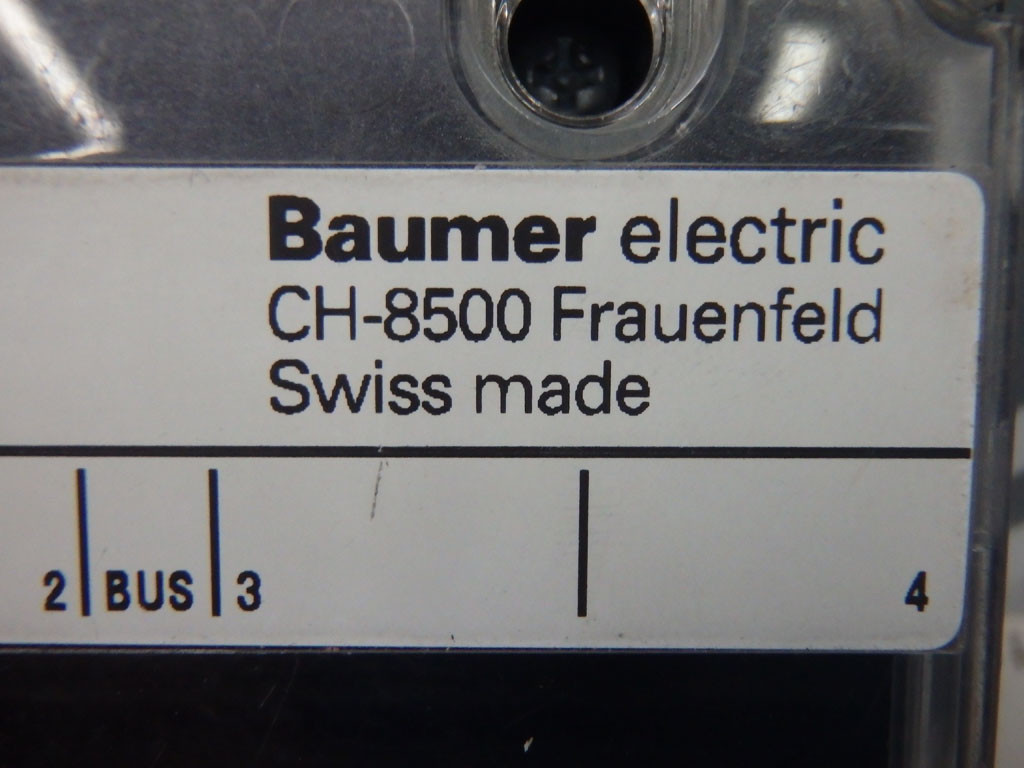 Baumer electric
CH-8500 Frauenfeld
Swiss made
2 BUS 3 4